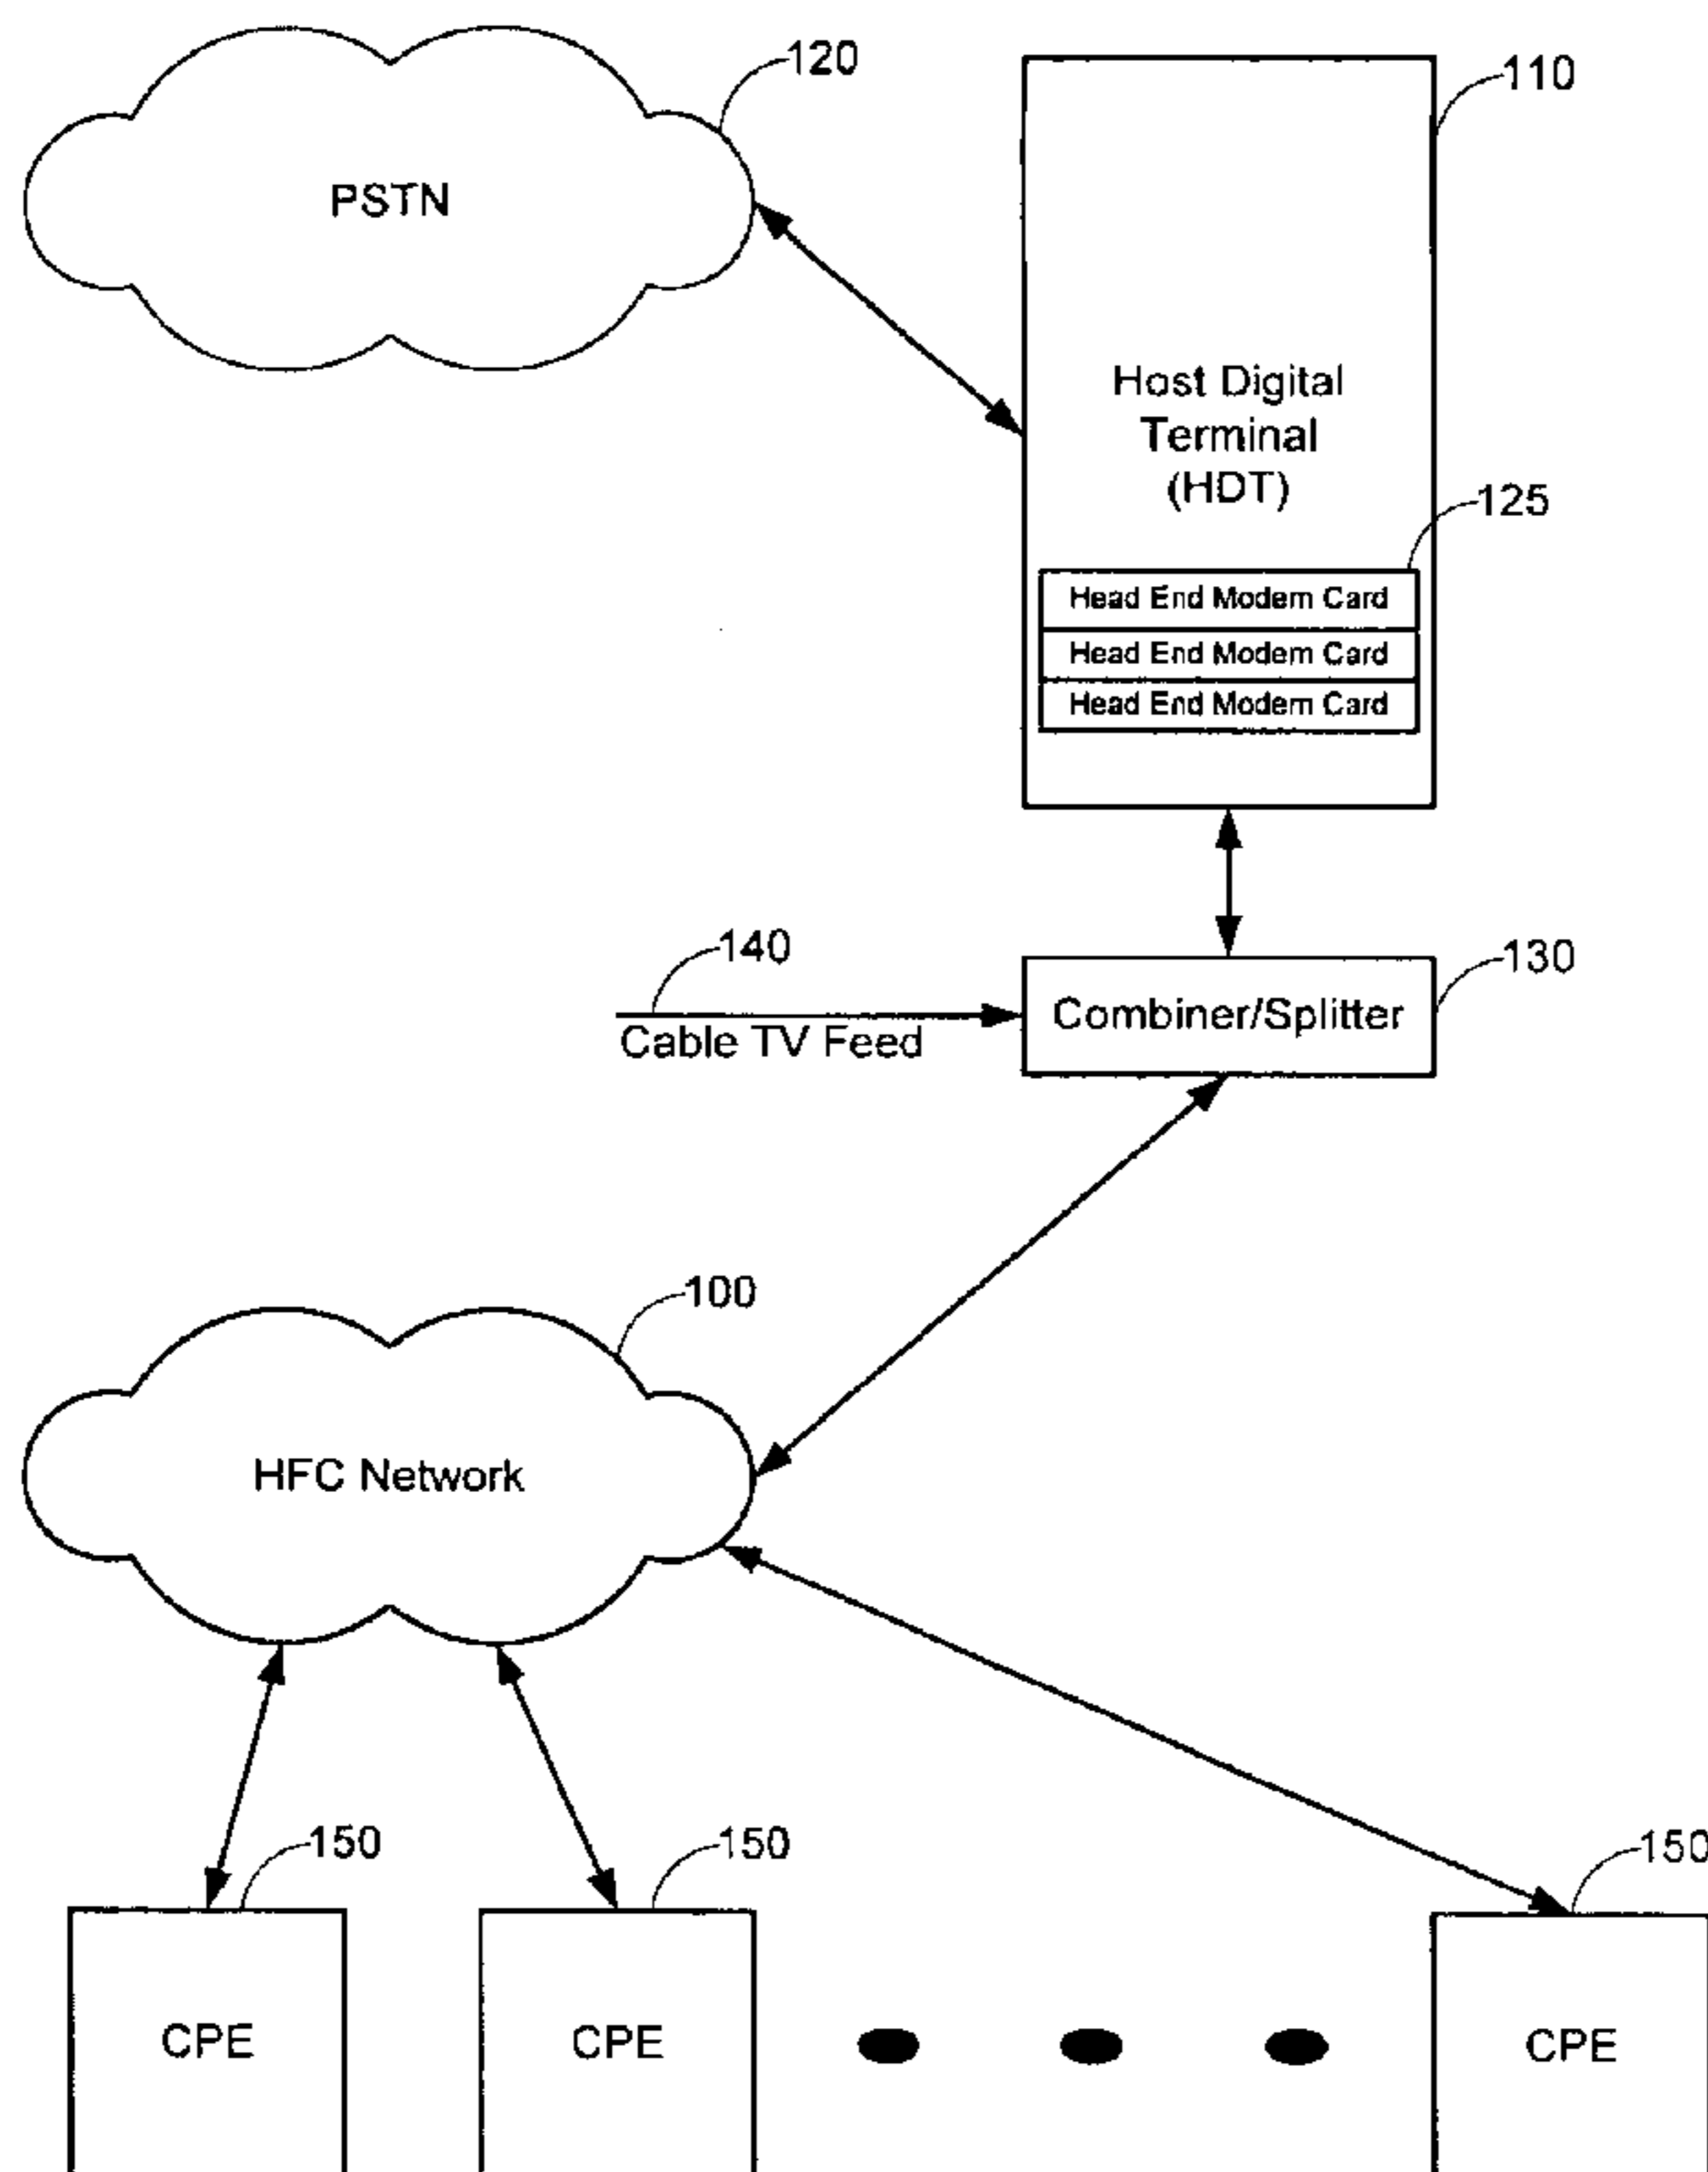 120
110
PSTN
Host Digital
Terminal
(HDT)
125
Head End Modem Card
Head End Modem Card
Head End Modem Card
140
130
Cable TV Feed
Combiner/Splitter
100
HFC Network
150
150
150
CPE
CPE
CPE